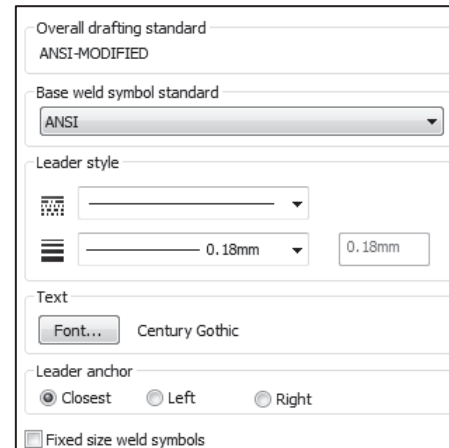 Overall drafting standard
ANSI-MODIFIED
Base weld symbol standard
ANSI
Leader style
0.18mm 0.18mm
Text
Font... Century Gothic
Leader anchor
Closest Left Right
Fixed size weld symbols